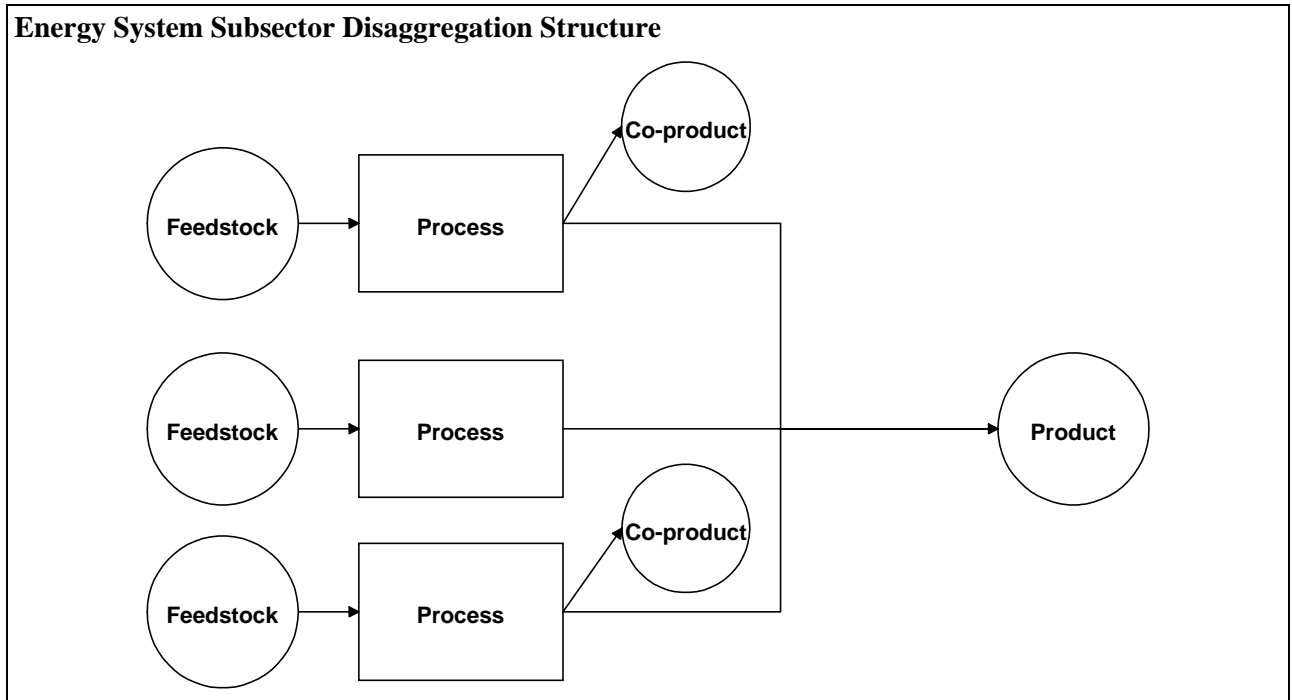 Energy System Subsector Disaggregation Structure
Co-product
Feedstock
Process
Feedstock
Process
Product
Co-product
Feedstock
Process